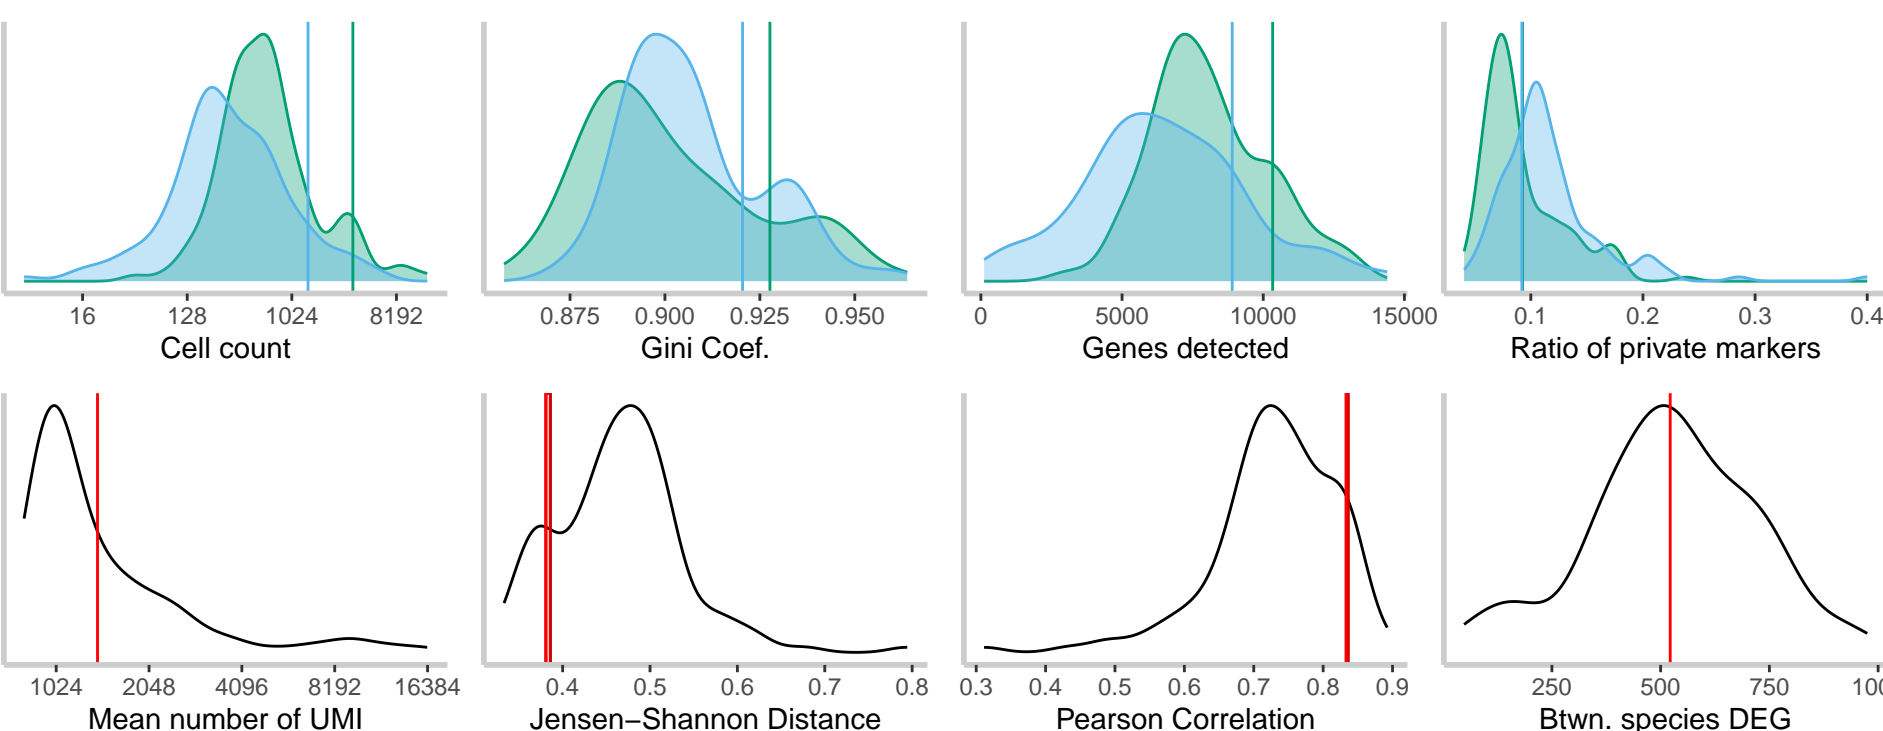 16 128 1024 8192
Cell count
0.875 0.900 0.925 0.950
Gini Coef.
0 5000 10000 15000
Genes detected
0.1 0.2 0.3 0.4
Ratio of private markers
1024 2048 4096 8192 16384
Mean number of UMI
0.4 0.5 0.6 0.7 0.8
Jensen−Shannon Distance
0.3 0.4 0.5 0.6 0.7 0.8 0.9
Pearson Correlation
250 500 750
Btwn. species DEG